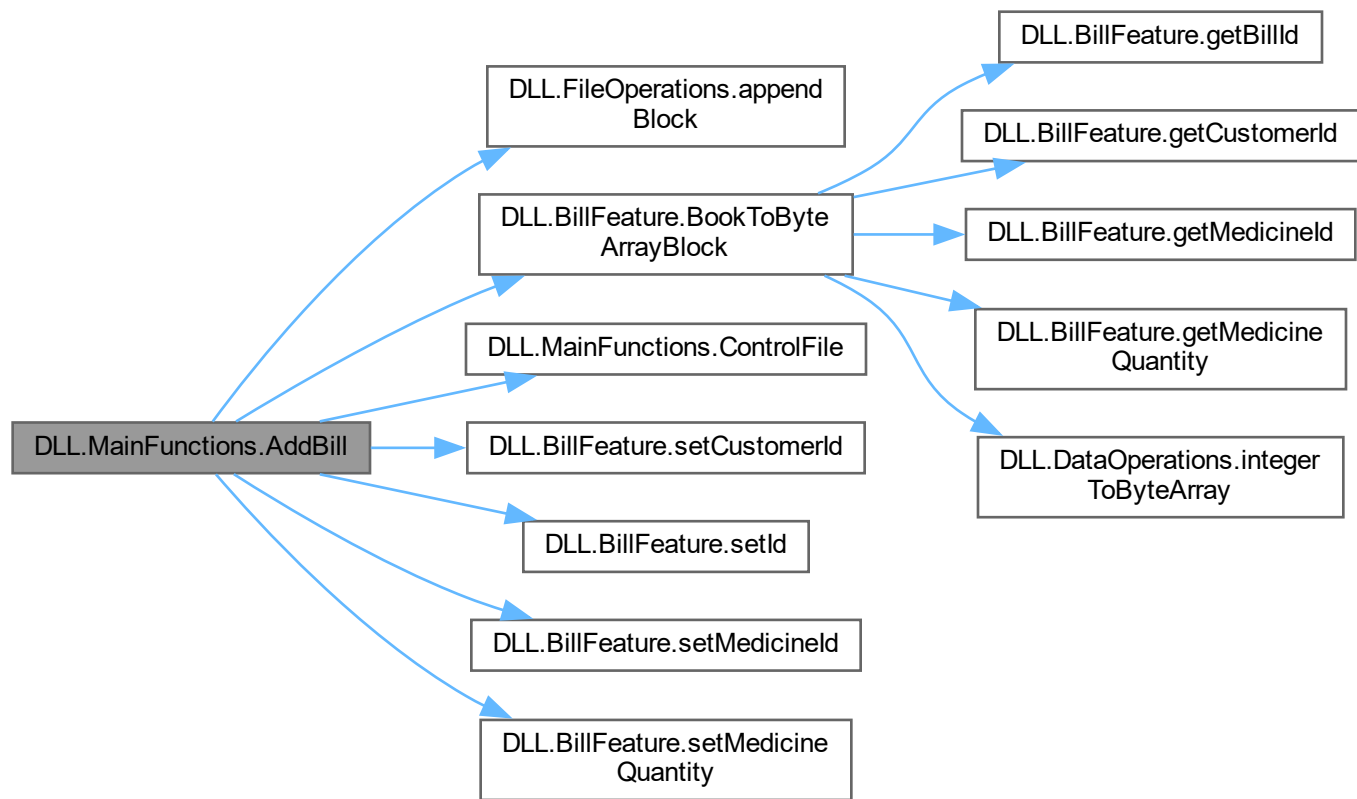 DLL.MainFunctions.AddBill
DLL.FileOperations.append
Block
DLL.BillFeature.BookToByte
ArrayBlock
DLL.MainFunctions.ControlFile
DLL.BillFeature.setCustomerId
DLL.BillFeature.setId
DLL.BillFeature.setMedicineId
DLL.BillFeature.setMedicine
Quantity
DLL.BillFeature.getBillId
DLL.BillFeature.getCustomerId
DLL.BillFeature.getMedicineId
DLL.BillFeature.getMedicine
Quantity
DLL.DataOperations.integer
ToByteArray